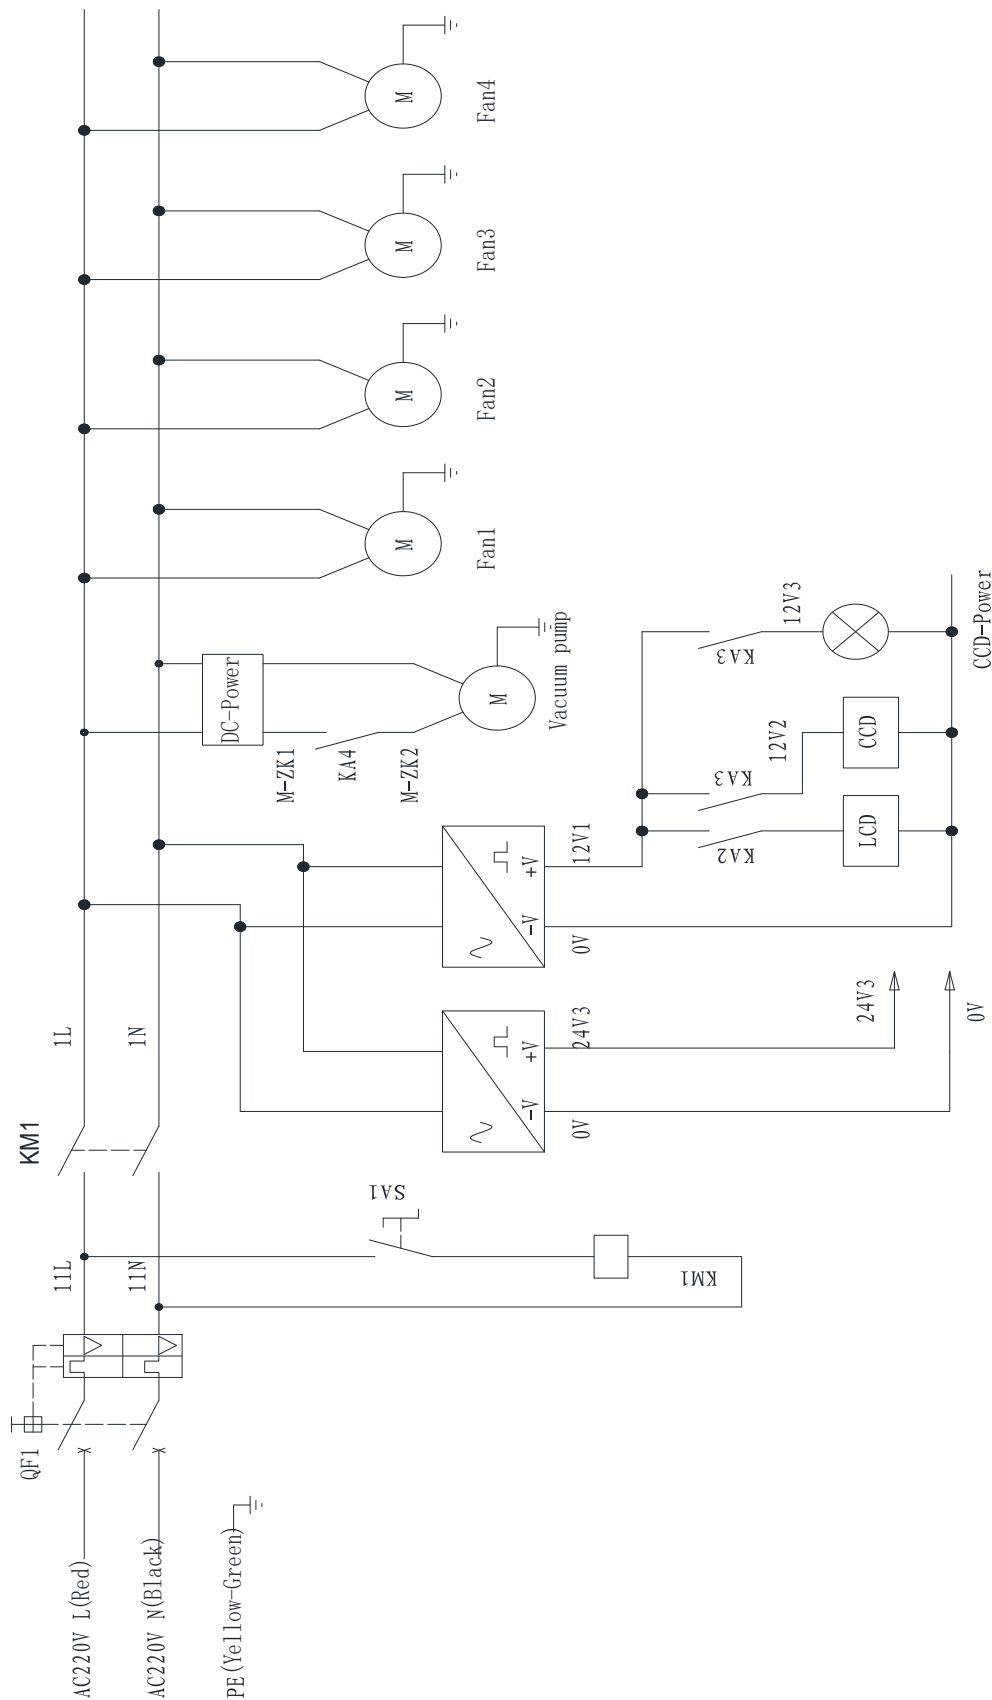 AC220V L(Red)
AC220V N(Black)
PE(Yellow-Green)
QF1
11L
11N
KM1
SA1
KM1
1L
1N
-V
+V
0V
24V3
24V3
0V
-V
+V
0V
12V1
DC-Power
M-ZK1
KA4
M-ZK2
M
Vacuum pump
KA2
LCD
KA3
12V2
CCD
KA3
12V3
CCD-Power
M
Fan1
M
Fan2
M
Fan3
M
Fan4